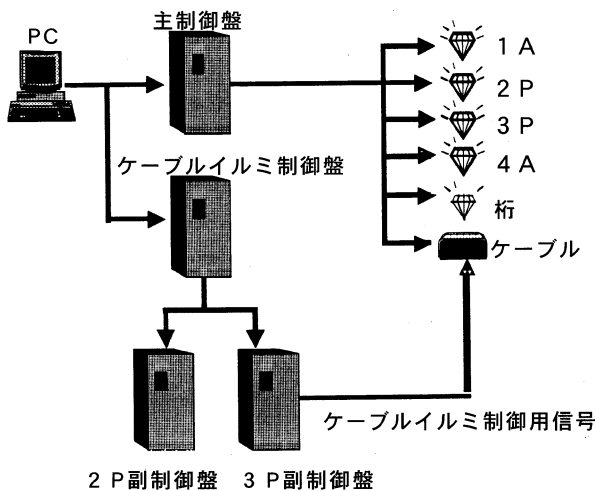 PC
主制御盤
1A
2P
3P
4A
ケーブルイルミ制御盤
桁
ケーブル
ケーブルイルミ制御用信号
2P副制御盤
3P副制御盤